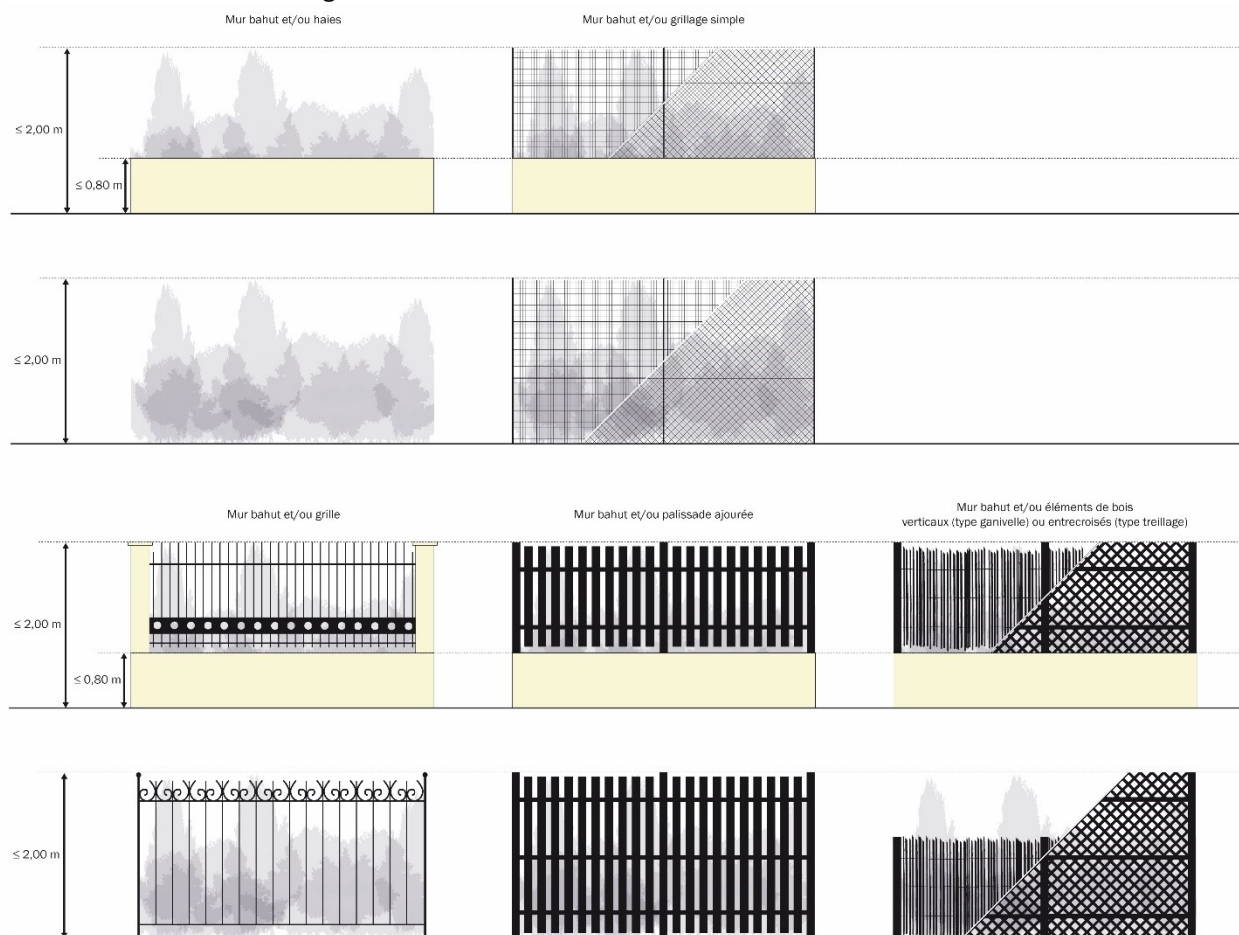 Mur bahut et/ou haies
Mur bahut et/ou grillage simple
≤ 2,00 m
≤ 0,80 m
≤ 2,00 m
Mur bahut et/ou grille
Mur bahut et/ou palissade ajourée
Mur bahut et/ou éléments de bois
verticaux (type ganivelle) ou entrecroisés (type treillage)
≤ 2,00 m
≤ 0,80 m
≤ 2,00 m